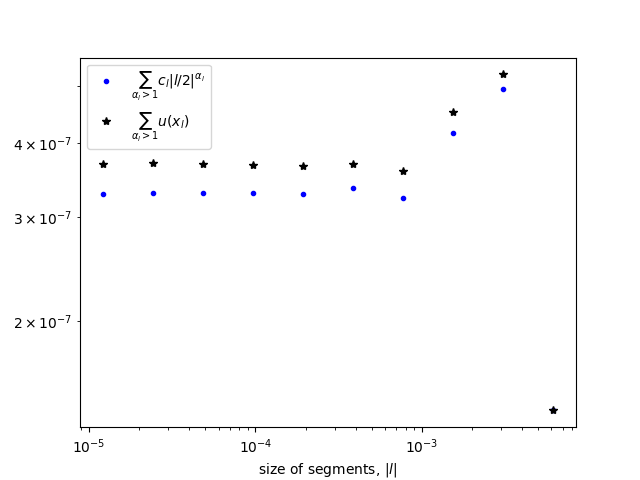 ∑_{α_l>1} c_l|l/2|^{α_l}
∑_{α_l>1} u(x_l)
4 × 10⁻⁷
3 × 10⁻⁷
2 × 10⁻⁷
10⁻⁵ 10⁻⁴ 10⁻³
size of segments, |l|